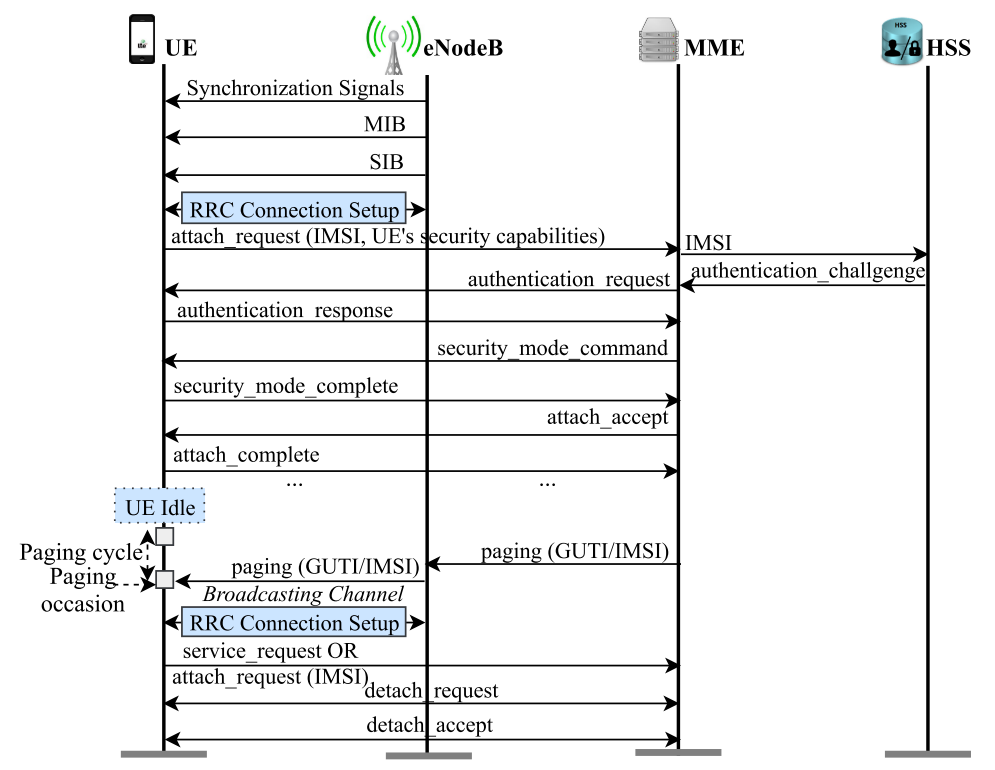 UE
eNodeB
MME
HSS
HSS
Synchronization Signals
MIB
SIB
RRC Connection Setup
attach_request (IMSI, UE's security capabilities)
IMSI
authentication_challgenge
authentication_request
authentication_response
security_mode_command
security_mode_complete
attach_accept
attach_complete
... ...
UE Idle
Paging cycle
paging (GUTI/IMSI)
paging (GUTI/IMSI)
Paging
occasion
Broadcasting Channel
RRC Connection Setup
service_request OR
attach_request (IMSI)
detach_request
detach_accept